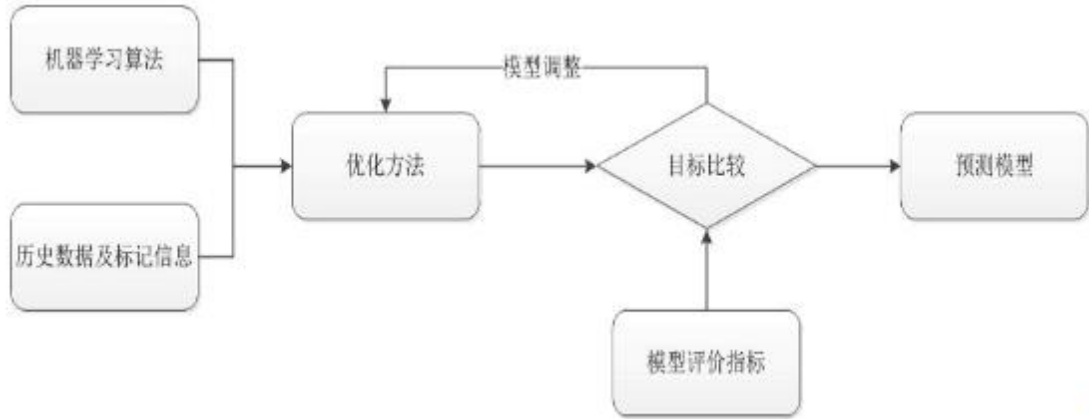 机器学习算法
模型调整
优化方法
目标比较
预测模型
历史数据及标记信息
模型评价指标